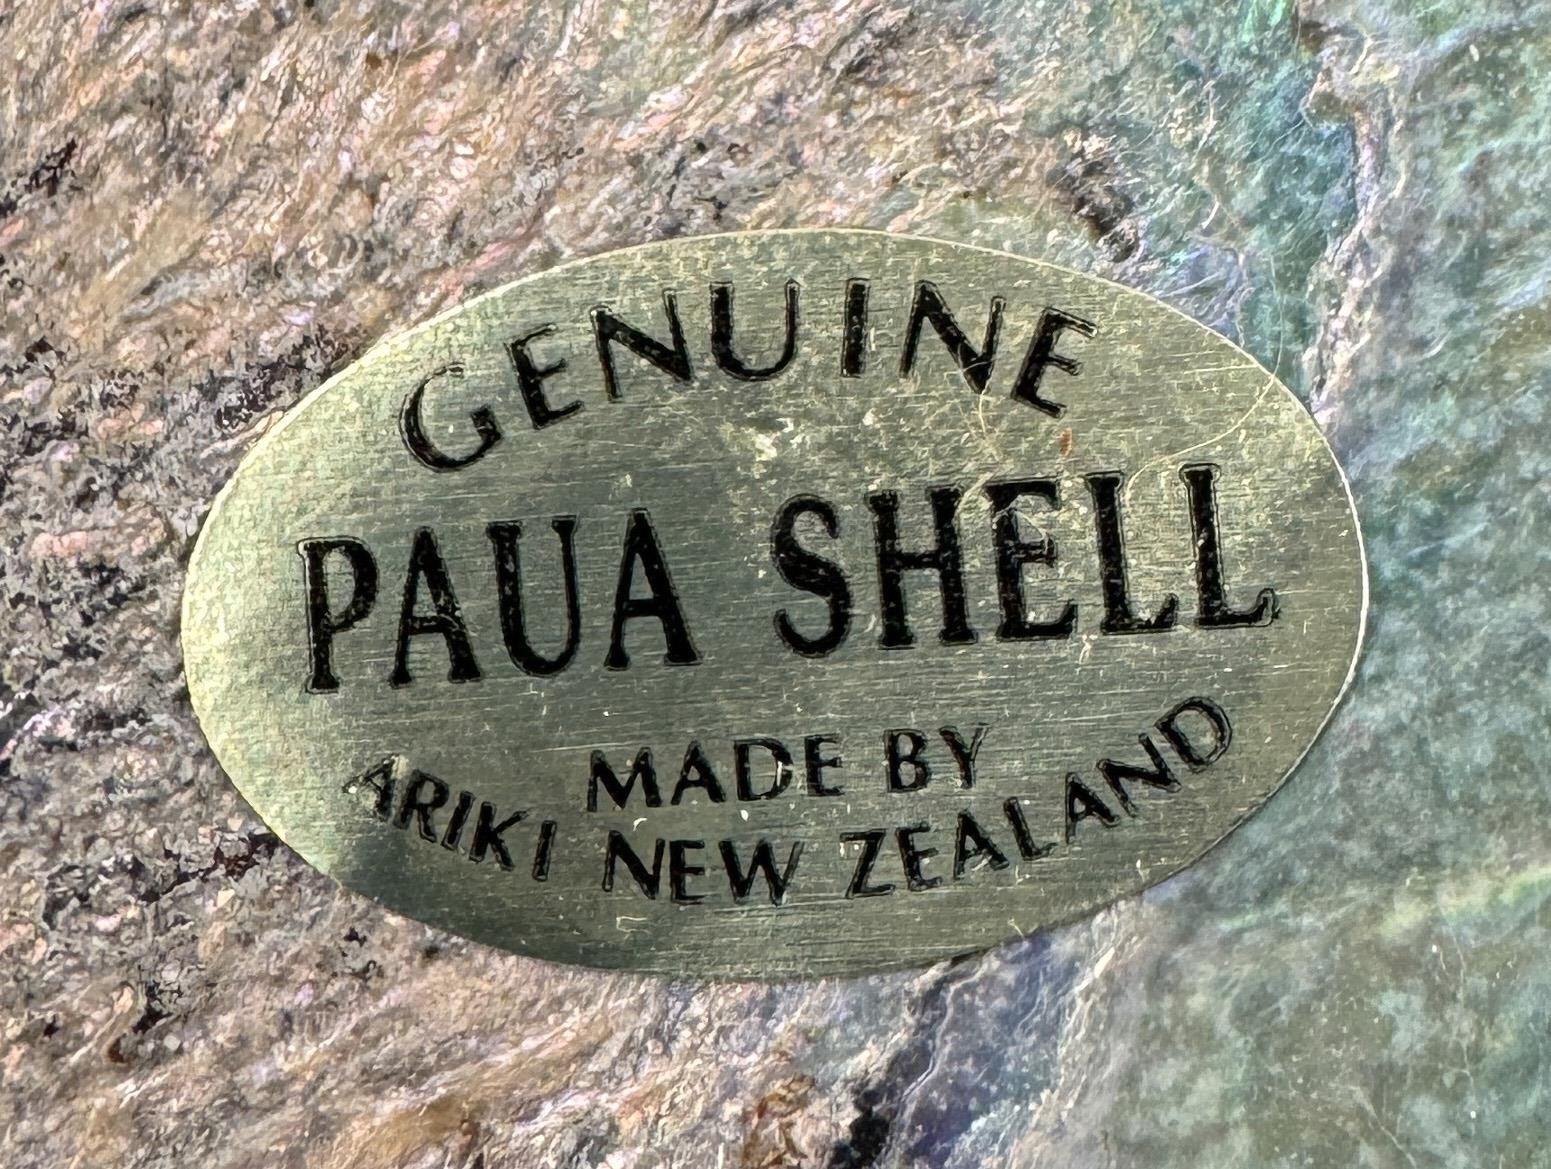 GENUINE
PAUA SHELL
MADE BY
ARIKI NEW ZEALAND